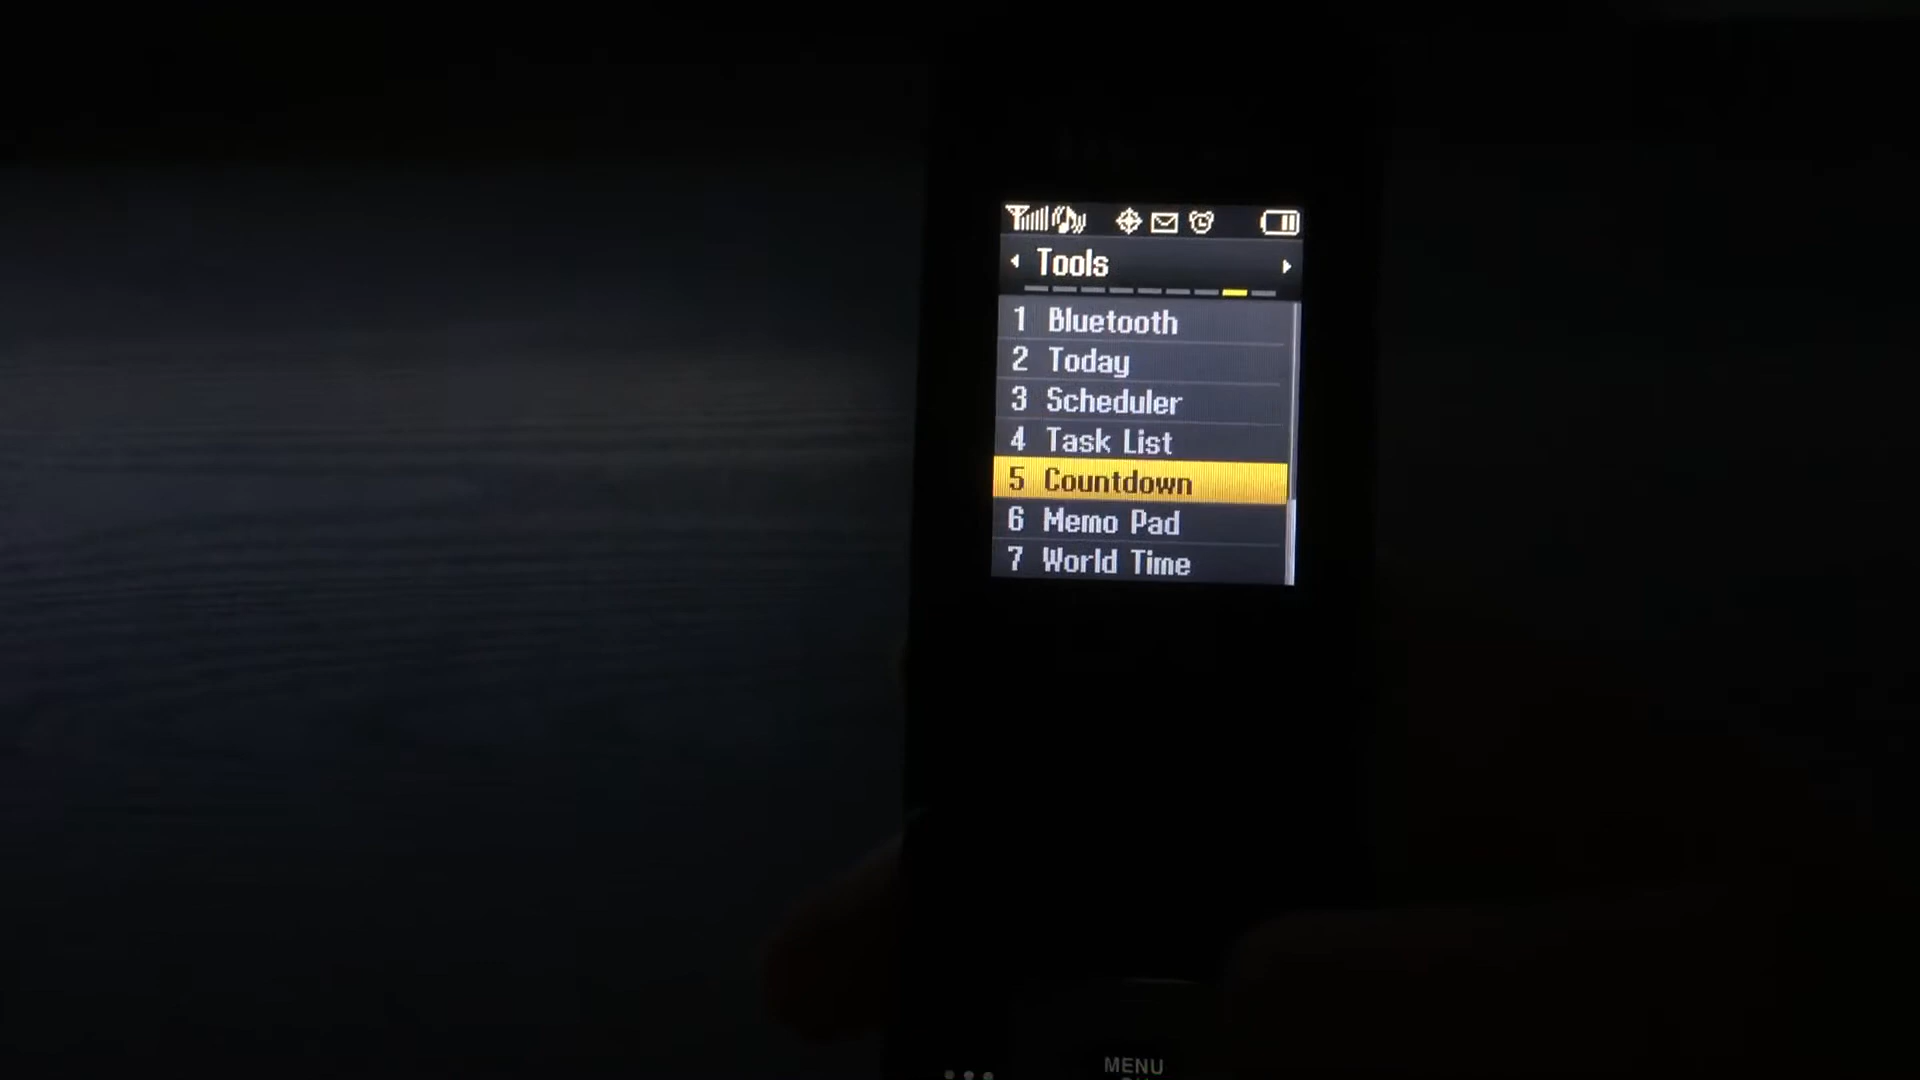 Tools
1 Bluetooth
2 Today
3 Scheduler
4 Task List
5 Countdown
6 Memo Pad
7 World Time
MENU